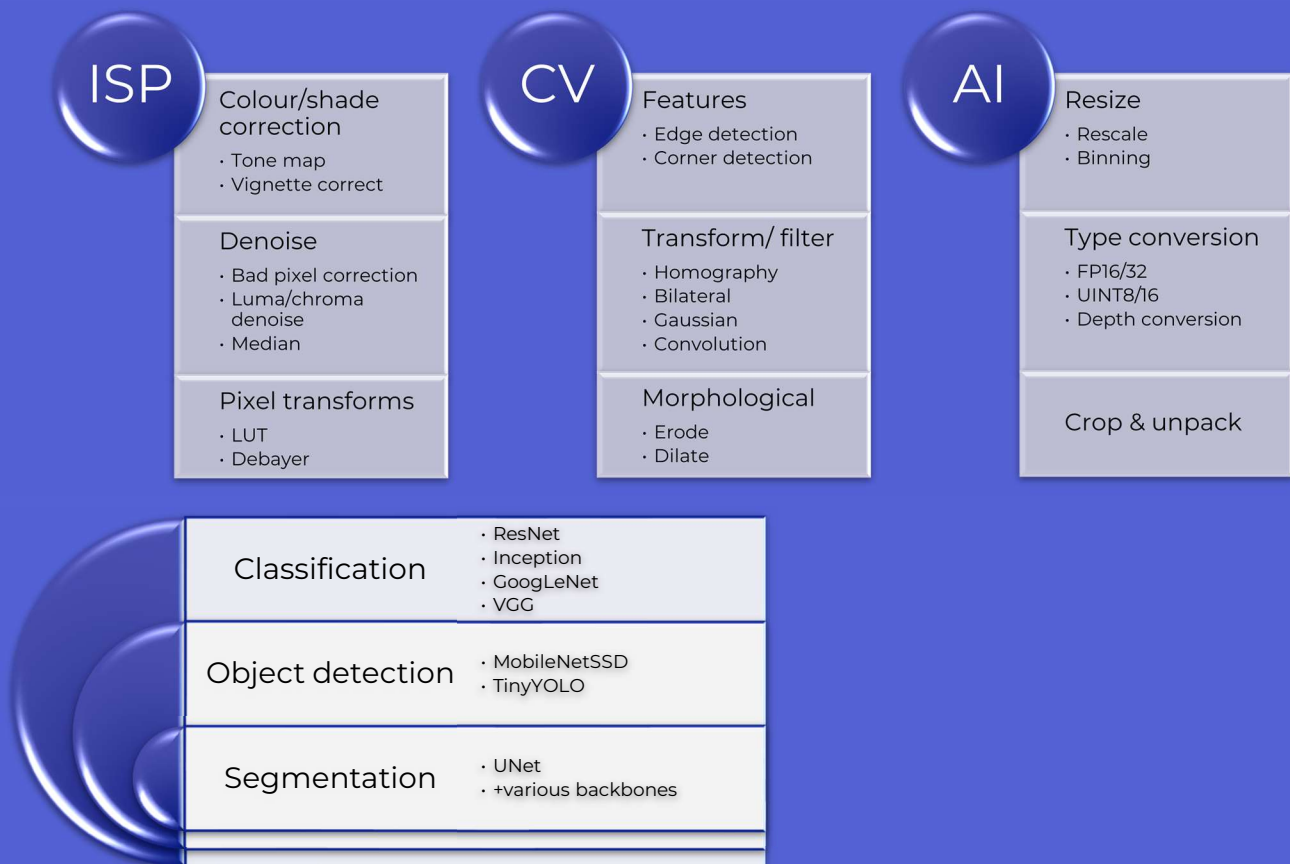 ISP
Colour/shade
correction
· Tone map
· Vignette correct
Denoise
· Bad pixel correction
· Luma/chroma
denoise
· Median
Pixel transforms
· LUT
· Debayer
CV
Features
· Edge detection
· Corner detection
Transform/ filter
· Homography
· Bilateral
· Gaussian
· Convolution
Morphological
· Erode
· Dilate
AI
Resize
· Rescale
· Binning
Type conversion
· FP16/32
· UINT8/16
· Depth conversion
Crop & unpack
Classification
· ResNet
· Inception
· GoogLeNet
· VGG
Object detection
· MobileNetSSD
· TinyYOLO
Segmentation
· UNet
· +various backbones